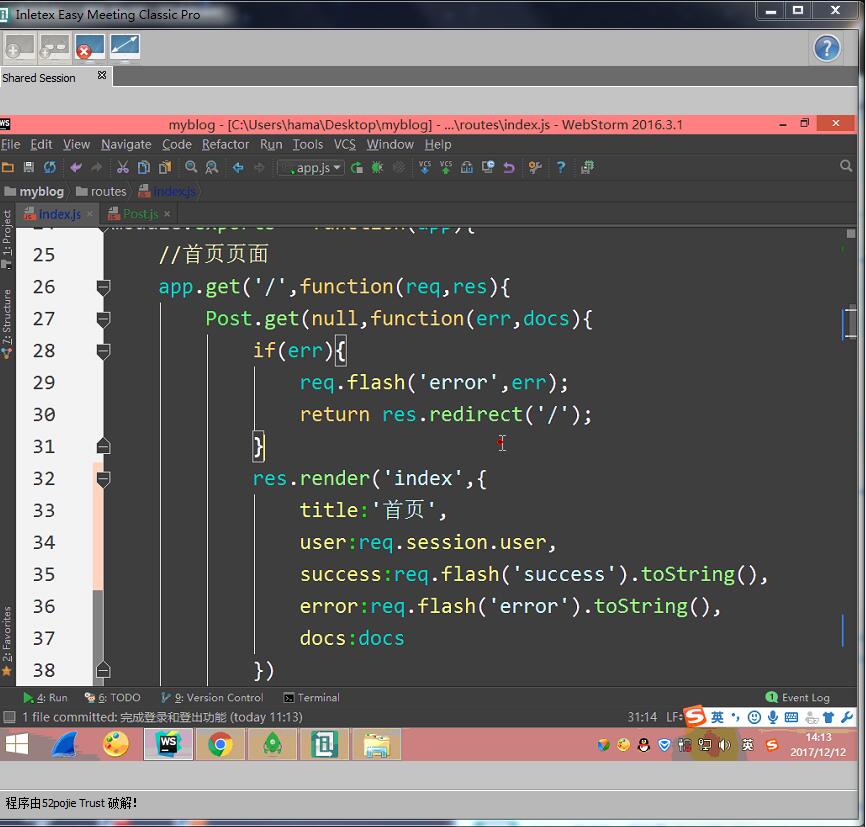 Inletex Easy Meeting Classic Pro
Shared Session
myblog - [C:\Users\hama\Desktop\myblog] - ...\routes\index.js - WebStorm 2016.3.1
File Edit View Navigate Code Refactor Run Tools VCS Window Help
app.js
myblog routes index.js
index.js Post.js
1: Project
7: Structure
2: Favorites
24 module.exports = function(app){
25 //首页页面
26 app.get('/',function(req,res){
27 Post.get(null,function(err,docs){
28 if(err){
29 req.flash('error',err);
30 return res.redirect('/');
31 }
32 res.render('index',{
33 title:'首页',
34 user:req.session.user,
35 success:req.flash('success').toString(),
36 error:req.flash('error').toString(),
37 docs:docs
38 })
4: Run 6: TODO 9: Version Control Terminal 1 Event Log
1 file committed: 完成登录和登出功能 (today 11:13) 31:14 LF÷ 英
英 14:13
2017/12/12
程序由52pojie Trust 破解!